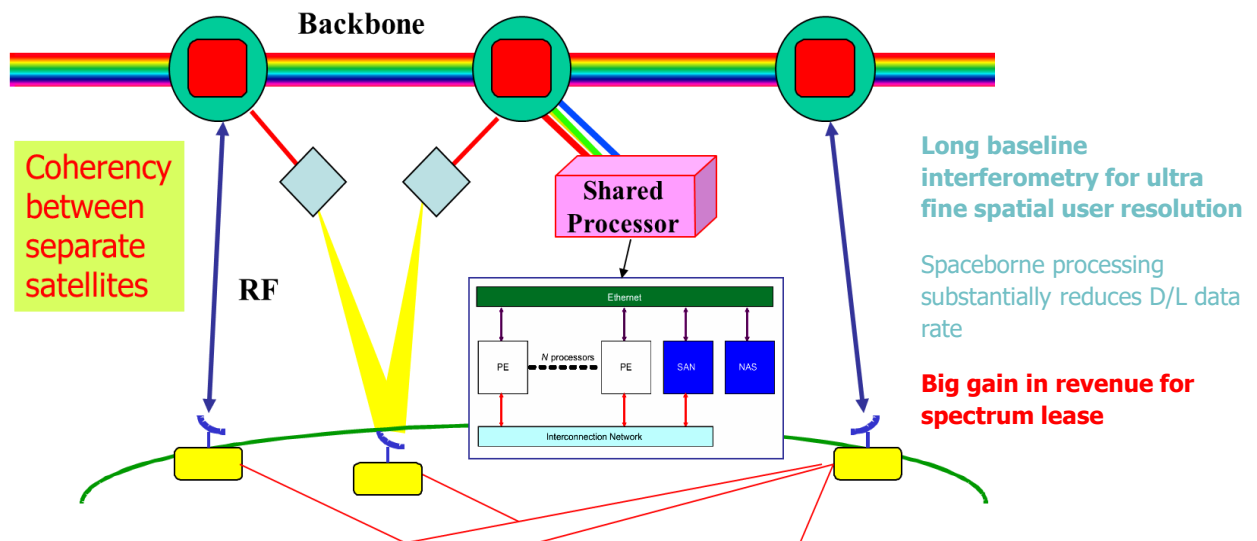 Backbone
Coherency
between
separate
satellites
RF
Shared
Processor
Ethernet
PE
N processors
PE
SAN
NAS
Interconnection Network
Long baseline
interferometry for ultra
fine spatial user resolution
Spaceborne processing
substantially reduces D/L data
rate
Big gain in revenue for
spectrum lease